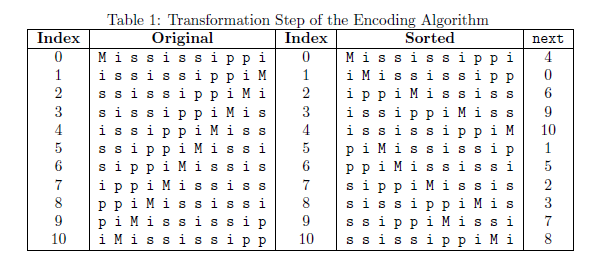 Table 1: Transformation Step of the Encoding Algorithm
Index Original Index Sorted next
0 M i s s i s s i p p i 0 M i s s i s s i p p i 4
1 i s s i s s i p p i M 1 i M i s s i s s i p p 0
2 s s i s s i p p i M i 2 i p p i M i s s i s s 6
3 s i s s i p p i M i s 3 i s s i p p i M i s s 9
4 i s s i p p i M i s s 4 i s s i s s i p p i M 10
5 s s i p p i M i s s i 5 p i M i s s i s s i p 1
6 s i p p i M i s s i s 6 p p i M i s s i s s i 5
7 i p p i M i s s i s s 7 s i p p i M i s s i s 2
8 p p i M i s s i s s i 8 s i s s i p p i M i s 3
9 p i M i s s i s s i p 9 s s i p p i M i s s i 7
10 i M i s s i s s i p p 10 s s i s s i p p i M i 8